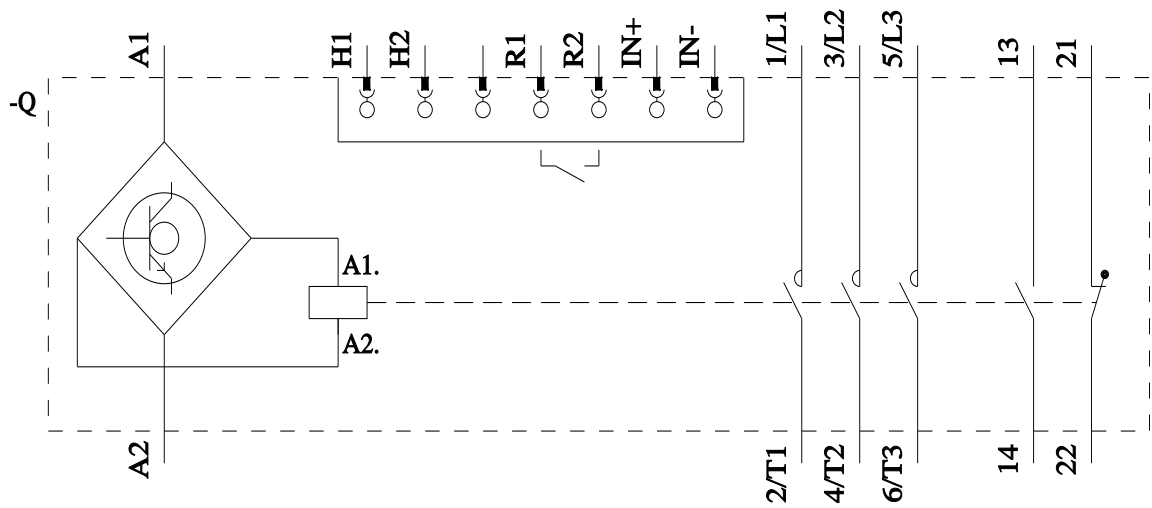 A1
H1
H2
R1
R2
IN+
IN-
1/L1
3/L2
5/L3
13
21
-Q
A1.
A2.
A2
2/T1
4/T2
6/T3
14
22